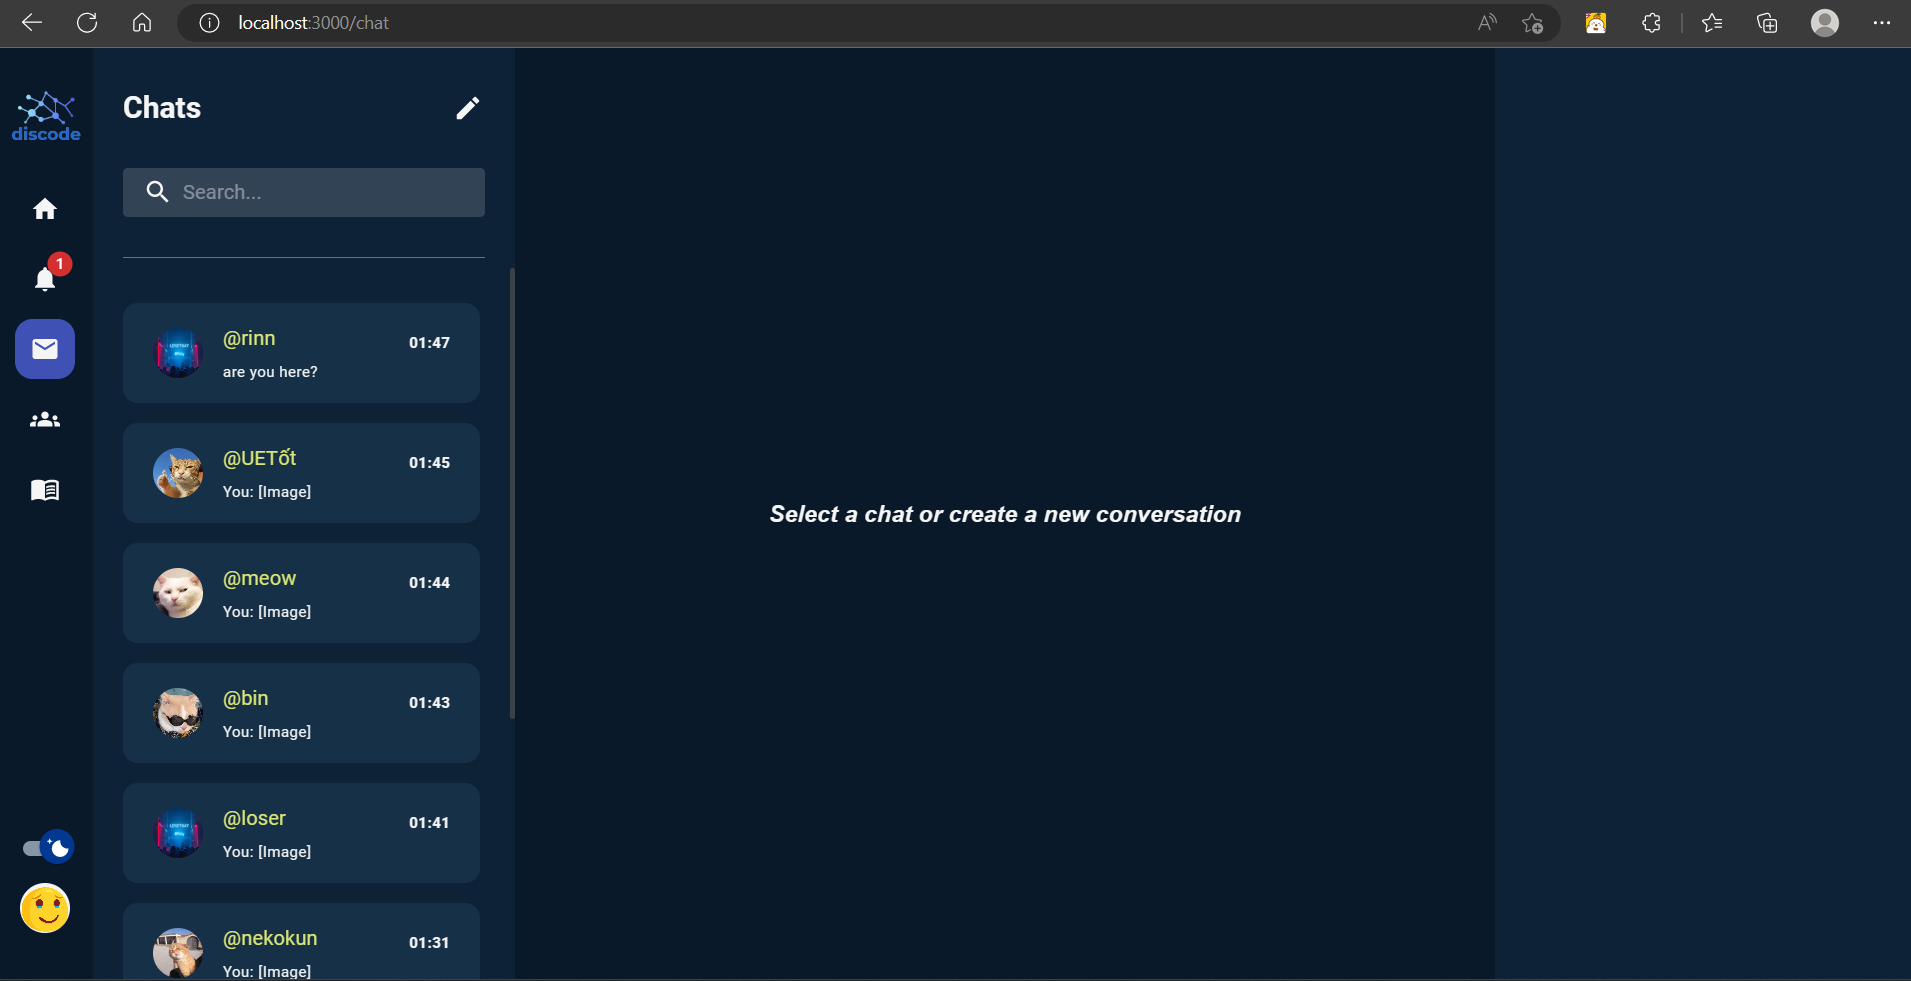 localhost:3000/chat
discode
Chats
Search...
1
@rinn
01:47
are you here?
@UETốt
01:45
You: [Image]
@meow
01:44
You: [Image]
@bin
01:43
You: [Image]
@loser
01:41
You: [Image]
@nekokun
01:31
You: [Image]
Select a chat or create a new conversation